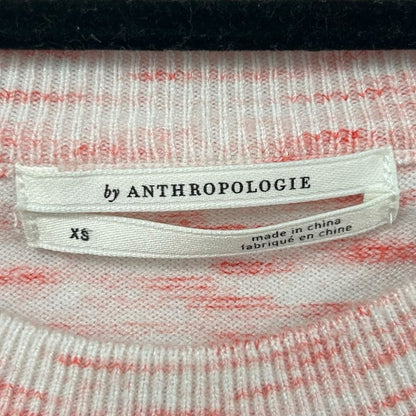 by ANTHROPOLOGIE
XS
made in china
fabriqué en chine